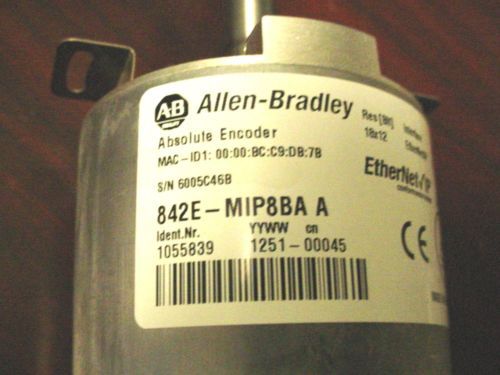 AB Allen-Bradley
Absolute Encoder Res [Bit]
MAC-ID1: 00:00:BC:C9:DB:7B 18x12
S/N 6005C46B EtherNet/IP
842E-MIP8BA A
Ident.Nr. YYWW cn
1055839 1251-00045
CE